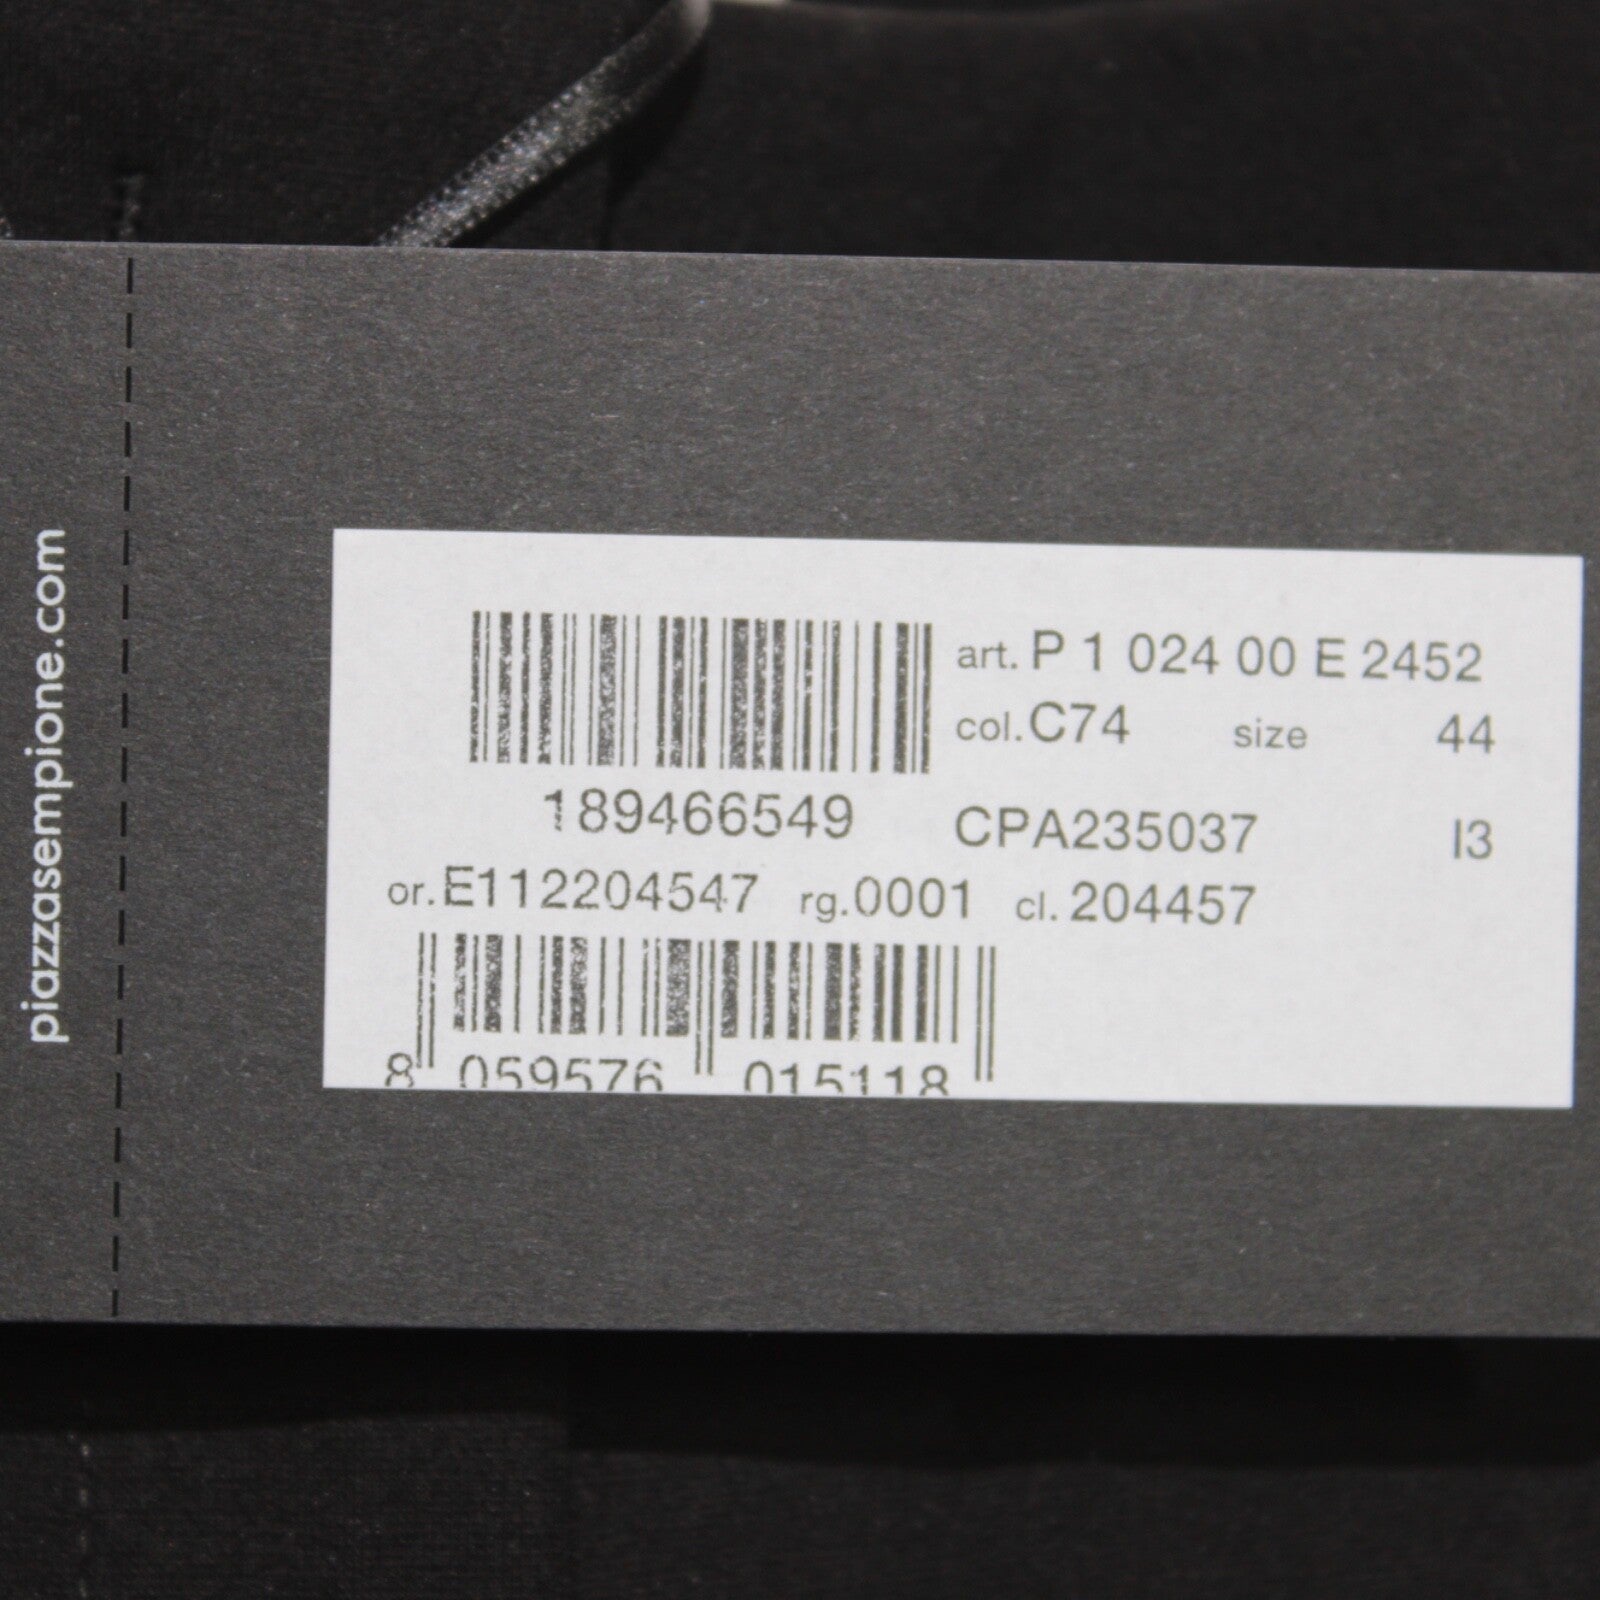 piazzasempione.com
art. P 1 024 00 E 2452
col. C74 size 44
189466549 CPA235037 I3
or. E112204547 rg. 0001 cl. 204457
8 059576 015118